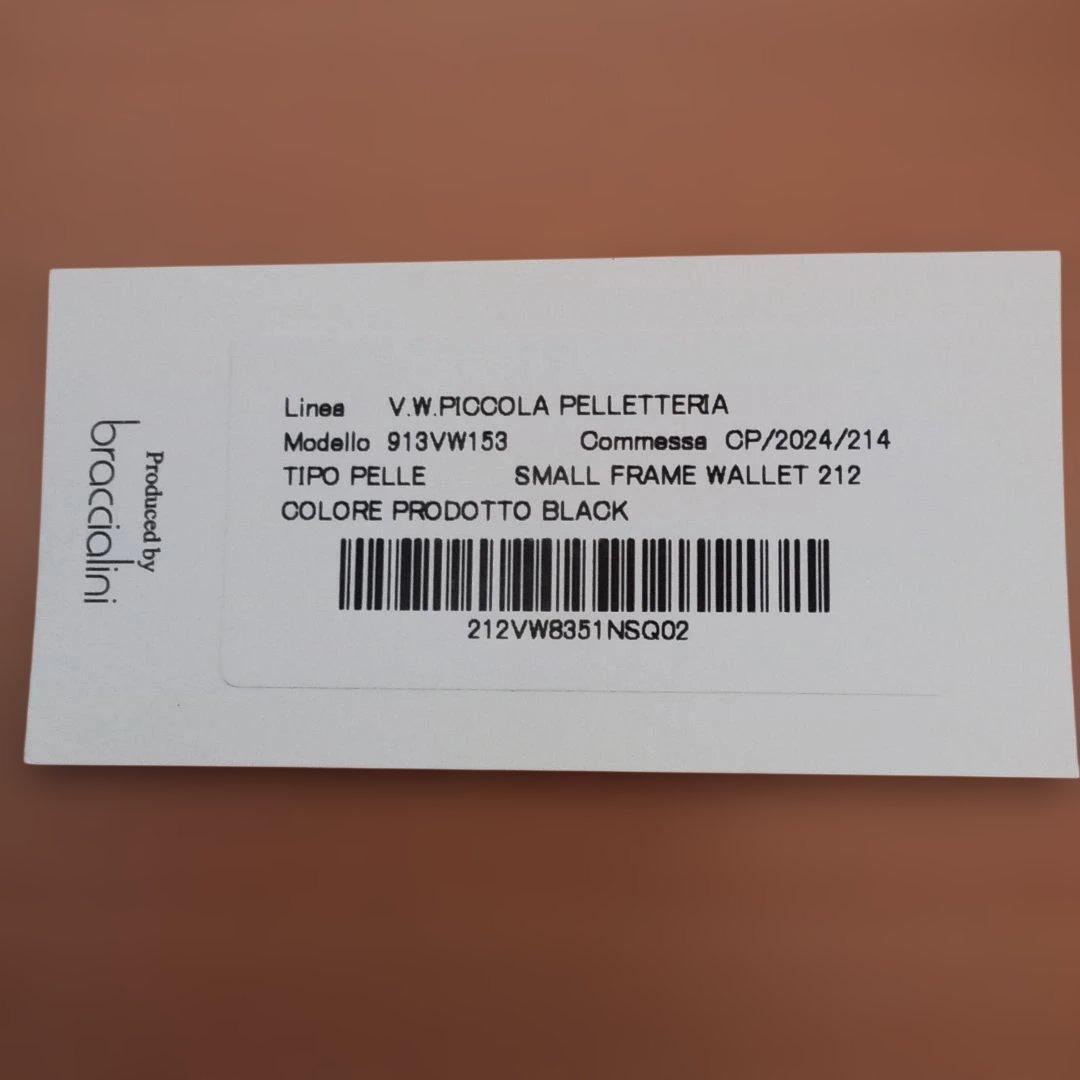 Linea V.W.PICCOLA PELLETTERIA
Modello 913VW153 Commessa CP/2024/214
TIPO PELLE SMALL FRAME WALLET 212
COLORE PRODOTTO BLACK
212VW8351NSQ02
Produced by
braccialini